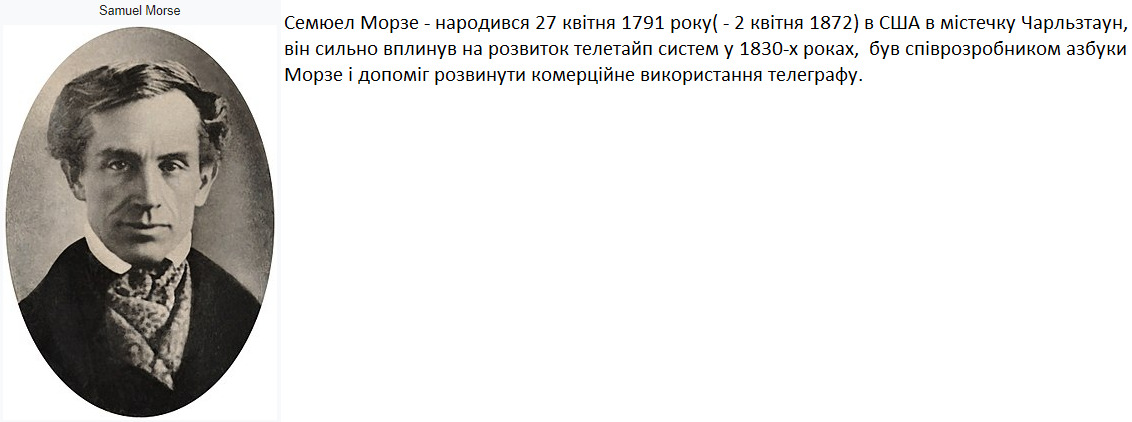 Samuel Morse
Семюел Морзе - народився 27 квітня 1791 року( - 2 квітня 1872) в США в містечку Чарльзтаун,
він сильно вплинув на розвиток телетайп систем у 1830-х роках,  був співрозробником азбуки
Морзе і допоміг розвинути комерційне використання телеграфу.